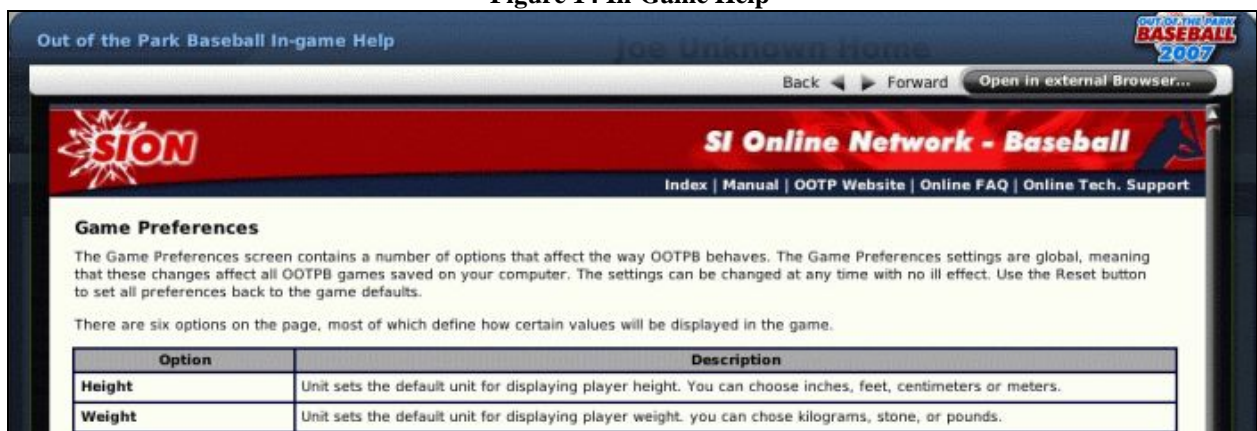 Figure 14 In-Game Help
Out of the Park Baseball In-game Help
Joe Unknown Home
OUT OF THE PARK
BASEBALL
2007
Back Forward Open in external Browser...
SION
SI Online Network - Baseball
Index | Manual | OOTP Website | Online FAQ | Online Tech. Support
Game Preferences
The Game Preferences screen contains a number of options that affect the way OOTPB behaves. The Game Preferences settings are global, meaning
that these changes affect all OOTPB games saved on your computer. The settings can be changed at any time with no ill effect. Use the Reset button
to set all preferences back to the game defaults.
There are six options on the page, most of which define how certain values will be displayed in the game.
Option Description
Height Unit sets the default unit for displaying player height. You can choose inches, feet, centimeters or meters.
Weight Unit sets the default unit for displaying player weight. you can chose kilograms, stone, or pounds.